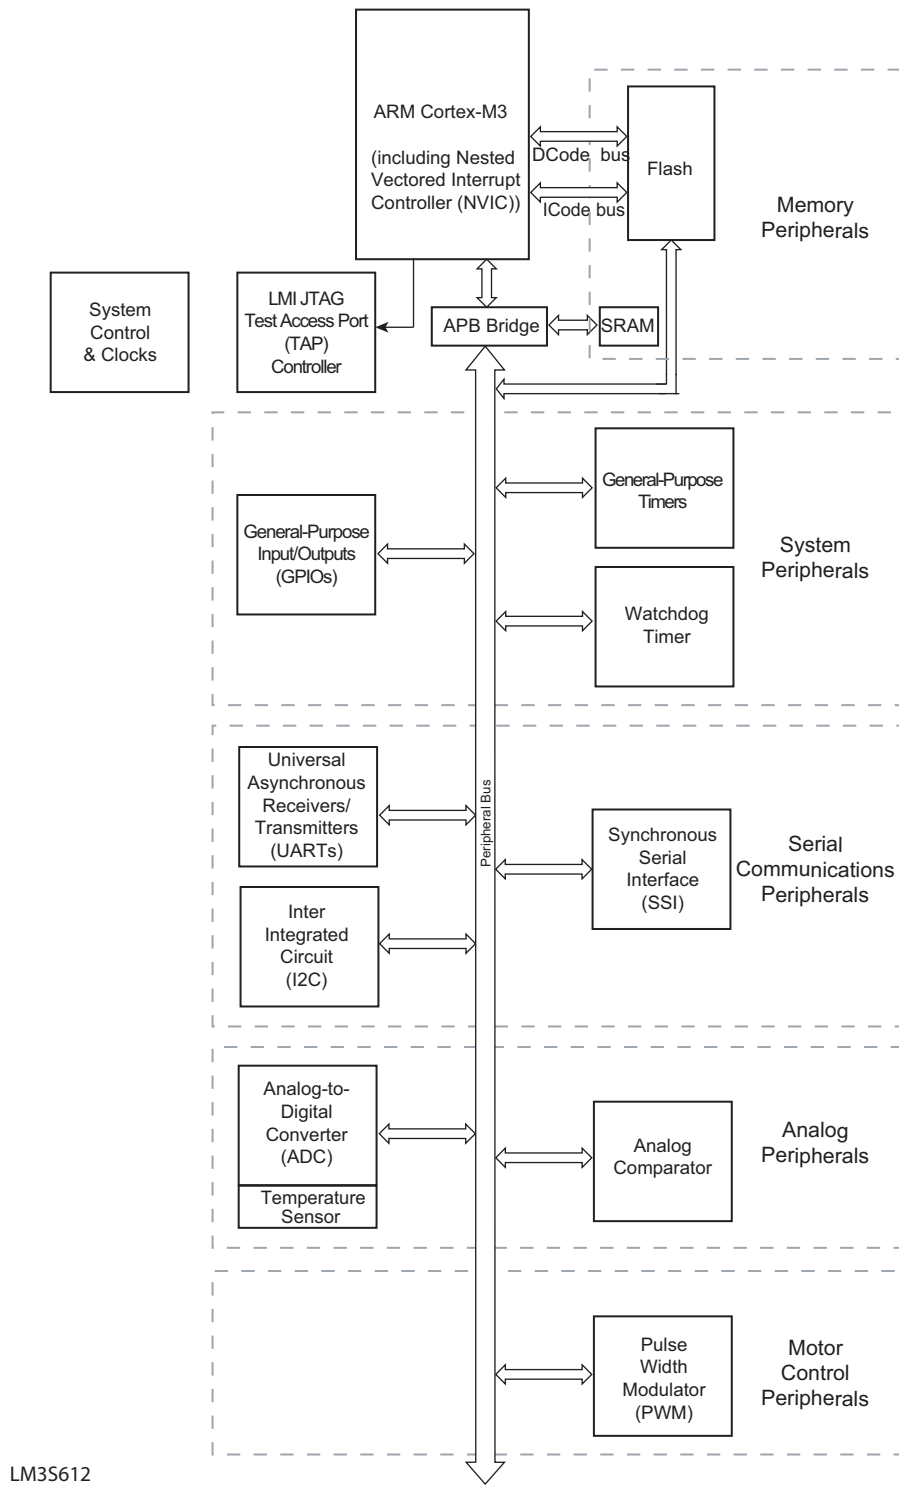 ARM Cortex-M3
(including Nested
Vectored Interrupt
Controller (NVIC))
DCode bus
ICode bus
Flash
Memory
Peripherals
System
Control
& Clocks
LMI JTAG
Test Access Port
(TAP)
Controller
APB Bridge
SRAM
General-Purpose
Timers
General-Purpose
Input/Outputs
(GPIOs)
System
Peripherals
Watchdog
Timer
Universal
Asynchronous
Receivers/
Transmitters
(UARTs)
Peripheral Bus
Synchronous
Serial
Interface
(SSI)
Serial
Communications
Peripherals
Inter
Integrated
Circuit
(I2C)
Analog-to-
Digital
Converter
(ADC)
Temperature
Sensor
Analog
Comparator
Analog
Peripherals
Pulse
Width
Modulator
(PWM)
Motor
Control
Peripherals
LM3S612